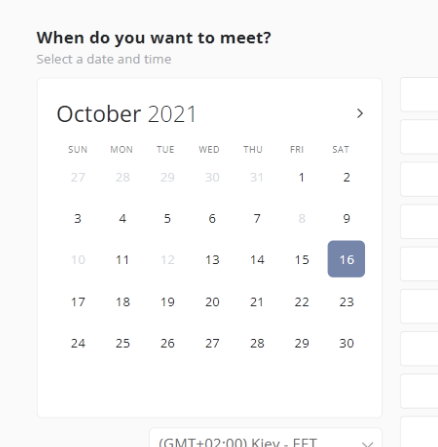 When do you want to meet?
Select a date and time
October 2021
SUN MON TUE WED THU FRI SAT
27 28 29 30 31 1 2
3 4 5 6 7 8 9
10 11 12 13 14 15 16
17 18 19 20 21 22 23
24 25 26 27 28 29 30
(GMT+02:00) Kiev - EET